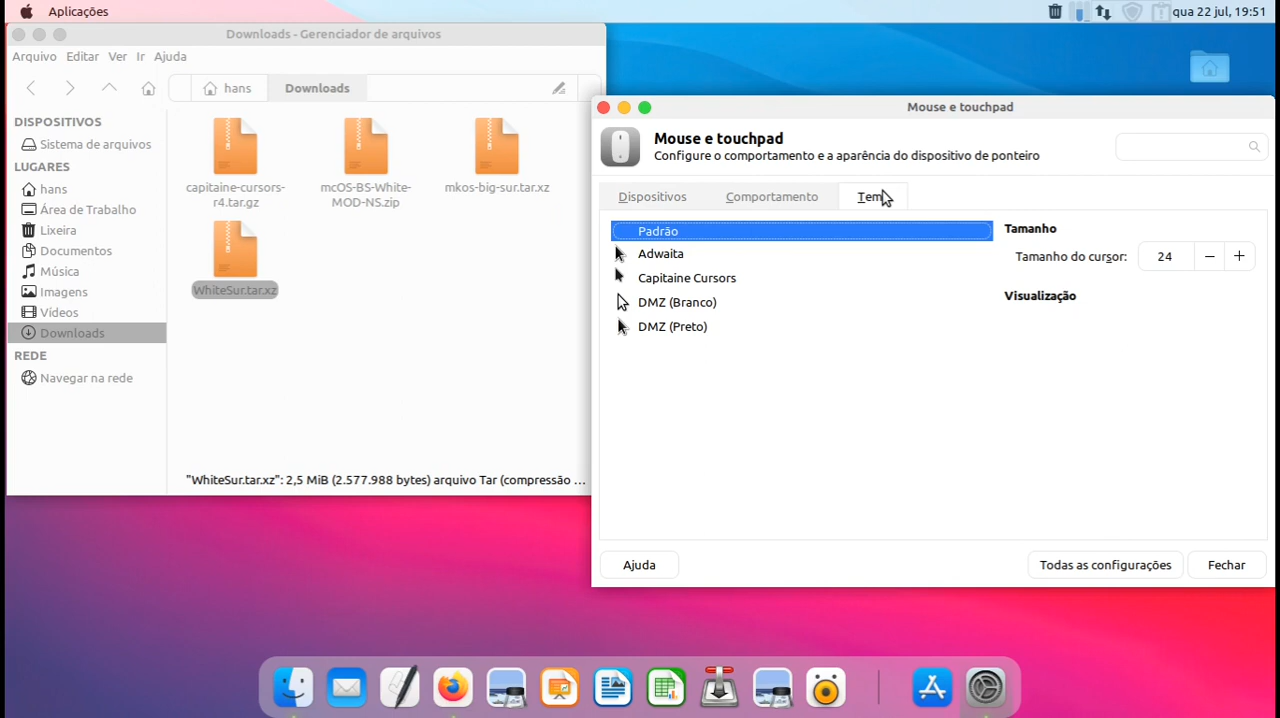 Aplicações
qua 22 jul, 19:51
Downloads - Gerenciador de arquivos
Arquivo Editar Ver Ir Ajuda
hans
Downloads
DISPOSITIVOS
Sistema de arquivos
LUGARES
hans
Área de Trabalho
Lixeira
Documentos
Música
Imagens
Vídeos
Downloads
REDE
Navegar na rede
capitaine-cursors-
r4.tar.gz
mcOS-BS-White-
MOD-NS.zip
mkos-big-sur.tar.xz
WhiteSur.tar.xz
"WhiteSur.tar.xz": 2,5 MiB (2.577.988 bytes) arquivo Tar (compressão ...
Mouse e touchpad
Mouse e touchpad
Configure o comportamento e a aparência do dispositivo de ponteiro
Dispositivos
Comportamento
Padrão
Adwaita
Capitaine Cursors
DMZ (Branco)
DMZ (Preto)
Tamanho
Tamanho do cursor: 24 − +
Visualização
Ajuda
Todas as configurações
Fechar